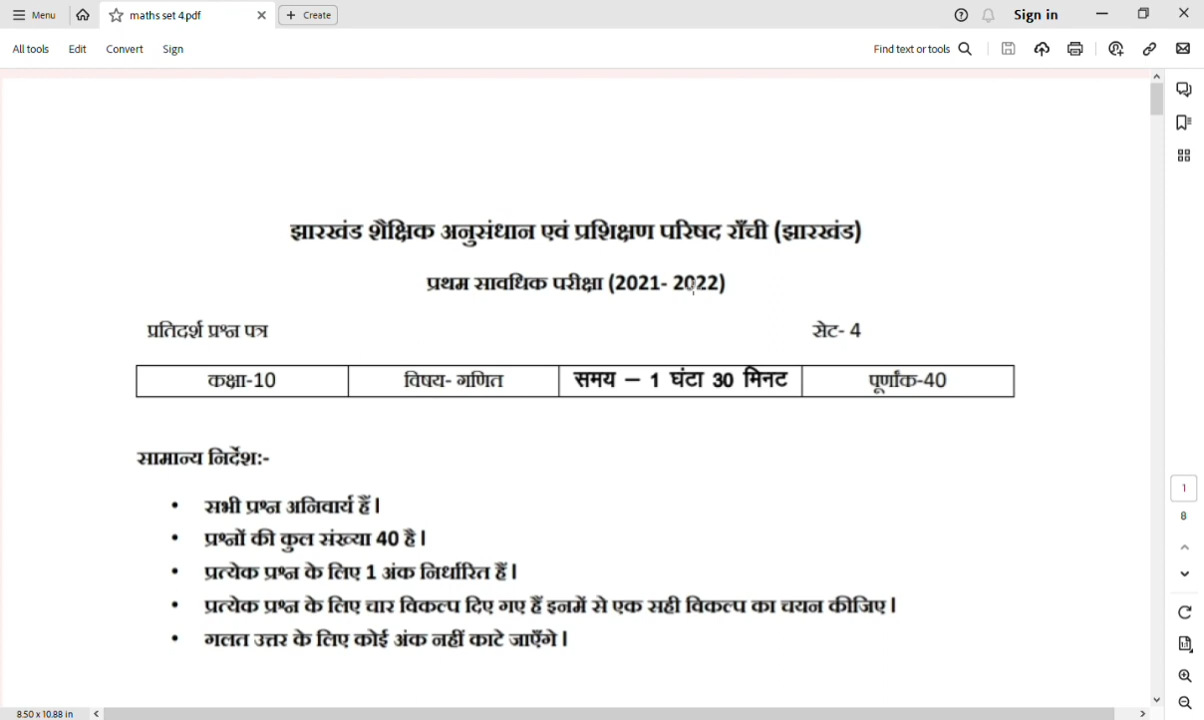 Menu
maths set 4.pdf
Create
Sign in
All tools
Edit
Convert
Sign
Find text or tools
झारखंड शैक्षिक अनुसंधान एवं प्रशिक्षण परिषद राँची (झारखंड)
प्रथम सावधिक परीक्षा (2021- 2022)
प्रतिदर्श प्रश्न पत्र सेट- 4
कक्षा-10 विषय- गणित समय – 1 घंटा 30 मिनट पूर्णांक-40
सामान्य निर्देश:-
• सभी प्रश्न अनिवार्य हैं।
• प्रश्नों की कुल संख्या 40 है।
• प्रत्येक प्रश्न के लिए 1 अंक निर्धारित हैं।
• प्रत्येक प्रश्न के लिए चार विकल्प दिए गए हैं इनमें से एक सही विकल्प का चयन कीजिए।
• गलत उत्तर के लिए कोई अंक नहीं काटे जाएँगे।
1
8
8.50 x 10.88 in